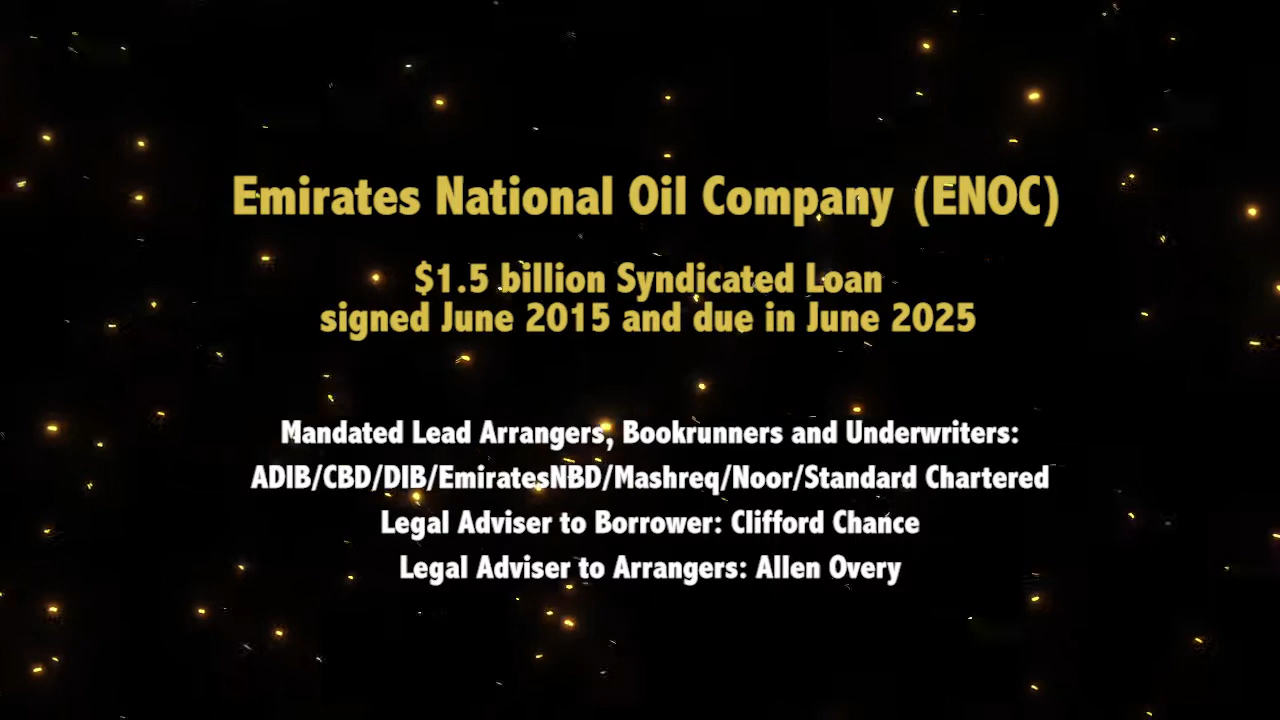 Emirates National Oil Company (ENOC)
$1.5 billion Syndicated Loan
signed June 2015 and due in June 2025
Mandated Lead Arrangers, Bookrunners and Underwriters:
ADIB/CBD/DIB/EmiratesNBD/Mashreq/Noor/Standard Chartered
Legal Adviser to Borrower: Clifford Chance
Legal Adviser to Arrangers: Allen Overy